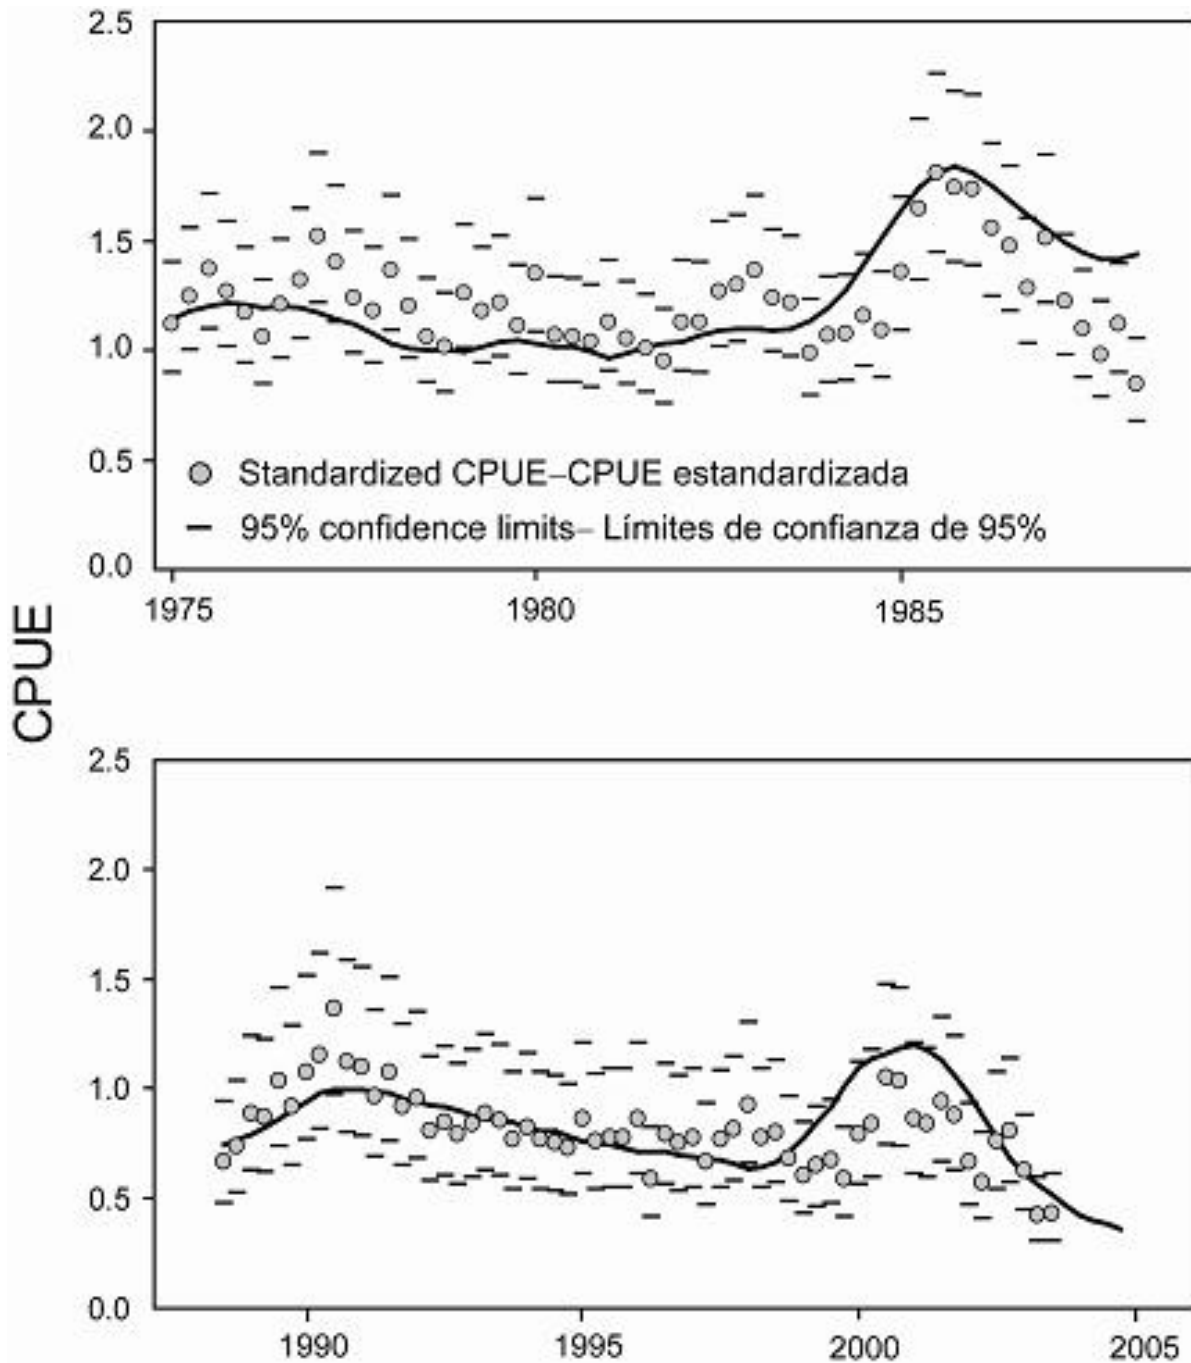 2.5
2.0
1.5
1.0
0.5
0.0
Standardized CPUE–CPUE estandardizada
95% confidence limits– Límites de confianza de 95%
1975 1980 1985
CPUE
2.5
2.0
1.5
1.0
0.5
0.0
1990 1995 2000 2005